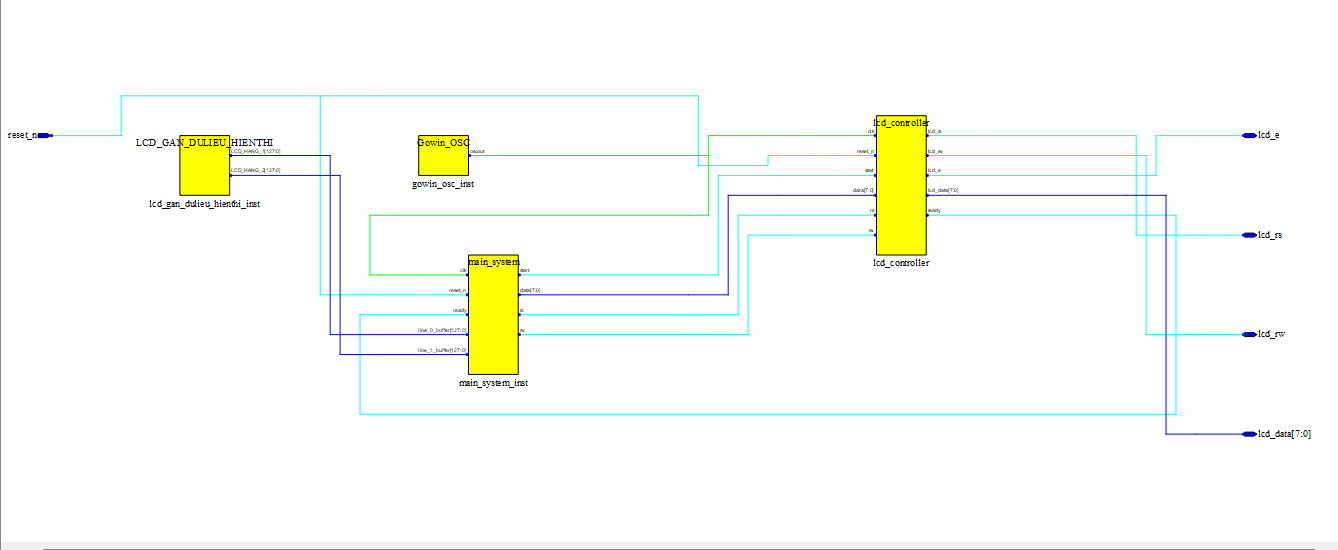 reset_n
LCD_GAN_DULIEU_HIENTHI
LCD_HANG_1[127:0]
LCD_HANG_2[127:0]
lcd_gan_dulieu_hienthi_inst
Gowin_OSC
oscout
gowin_osc_inst
main_system
clk
reset_n
ready
line_0_buffer[127:0]
line_1_buffer[127:0]
start
data[7:0]
rs
rw
main_system_inst
lcd_controller
clk
reset_n
start
data[7:0]
rs
rw
lcd_rs
lcd_rw
lcd_e
lcd_data[7:0]
ready
lcd_controller
lcd_e
lcd_rs
lcd_rw
lcd_data[7:0]